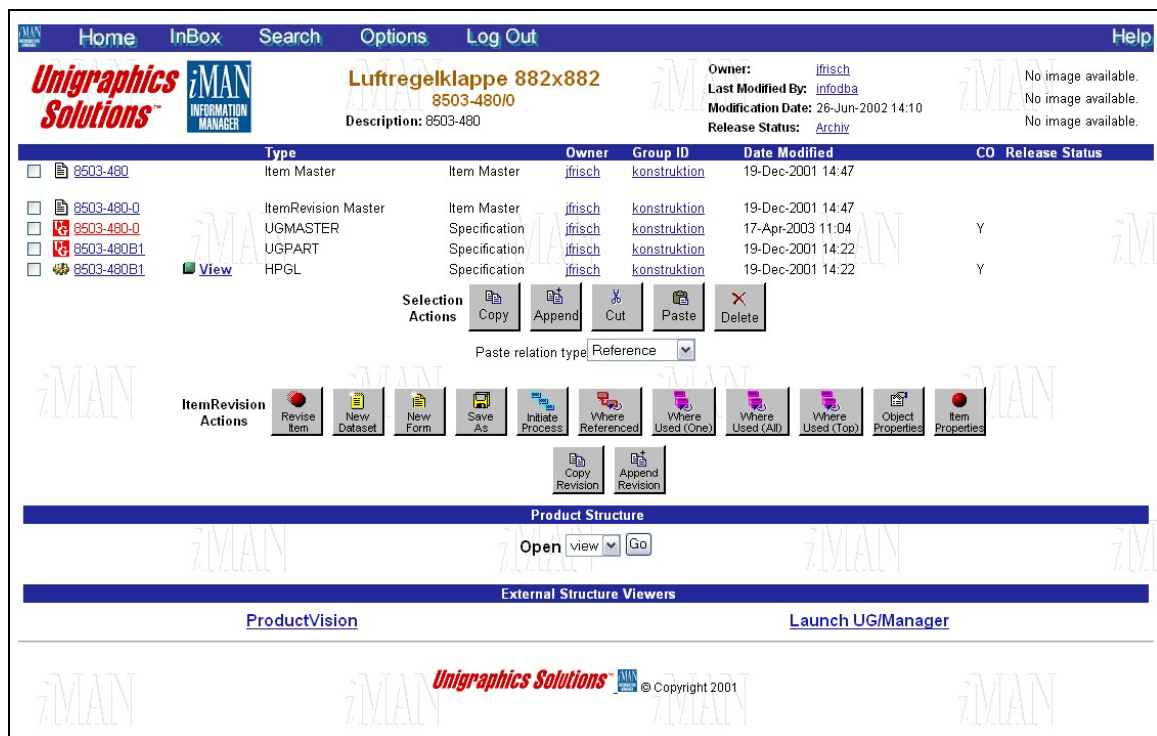 iMAN Home InBox Search Options Log Out Help
Unigraphics Solutions™
iMAN INFORMATION MANAGER
Luftregelklappe 882x882
8503-480/0
Description: 8503-480
Owner: jfrisch
Last Modified By: infodba
Modification Date: 26-Jun-2002 14:10
Release Status: Archiv
No image available.
No image available.
No image available.
Type Owner Group ID Date Modified CO Release Status
8503-480 Item Master Item Master jfrisch konstruktion 19-Dec-2001 14:47
8503-480-0 ItemRevision Master Item Master jfrisch konstruktion 19-Dec-2001 14:47
8503-480-0 UGMASTER Specification jfrisch konstruktion 17-Apr-2003 11:04 Y
8503-480B1 UGPART Specification jfrisch konstruktion 19-Dec-2001 14:22
8503-480B1 View HPGL Specification jfrisch konstruktion 19-Dec-2001 14:22 Y
Selection Actions Copy Append Cut Paste Delete
Paste relation type Reference
ItemRevision Actions Revise Item New Dataset New Form Save As Initiate Process Where Referenced Where Used (One) Where Used (All) Where Used (Top) Object Properties Item Properties
Copy Revision Append Revision
Product Structure
Open view Go
External Structure Viewers
ProductVision Launch UG/Manager
Unigraphics Solutions™ iMAN © Copyright 2001